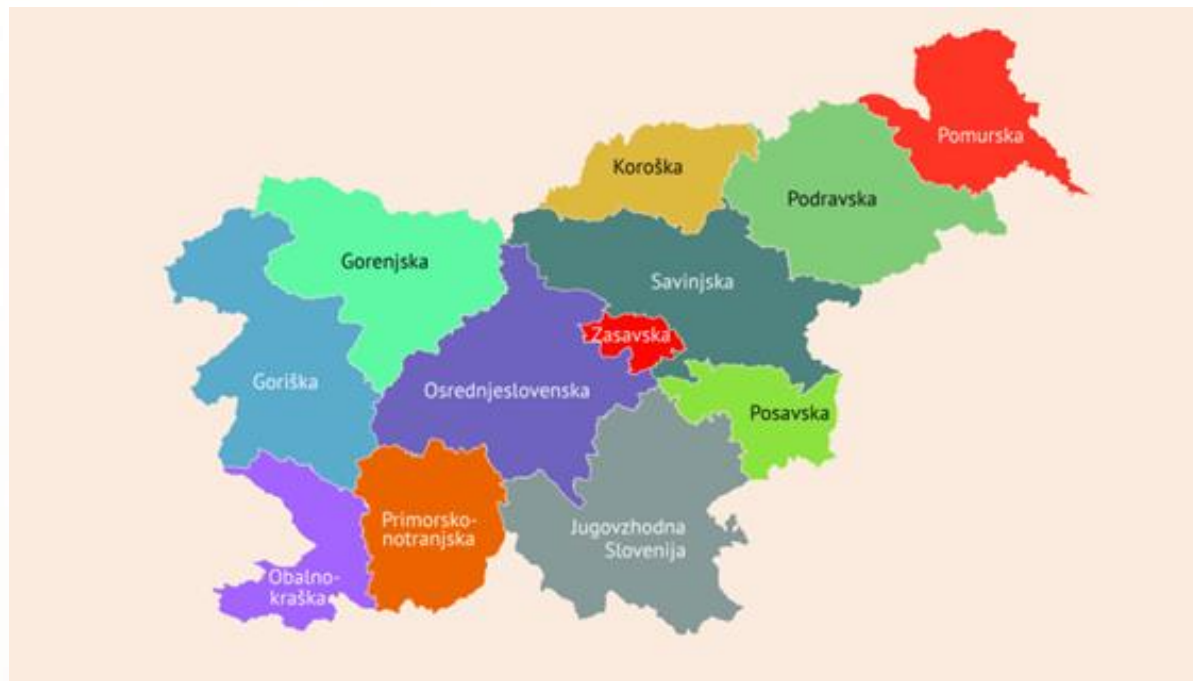 Pomurska
Koroška
Podravska
Gorenjska
Savinjska
Zasavska
Goriška
Osrednjeslovenska
Posavska
Primorsko-
notranjska
Jugovzhodna
Slovenija
Obalno-
kraška